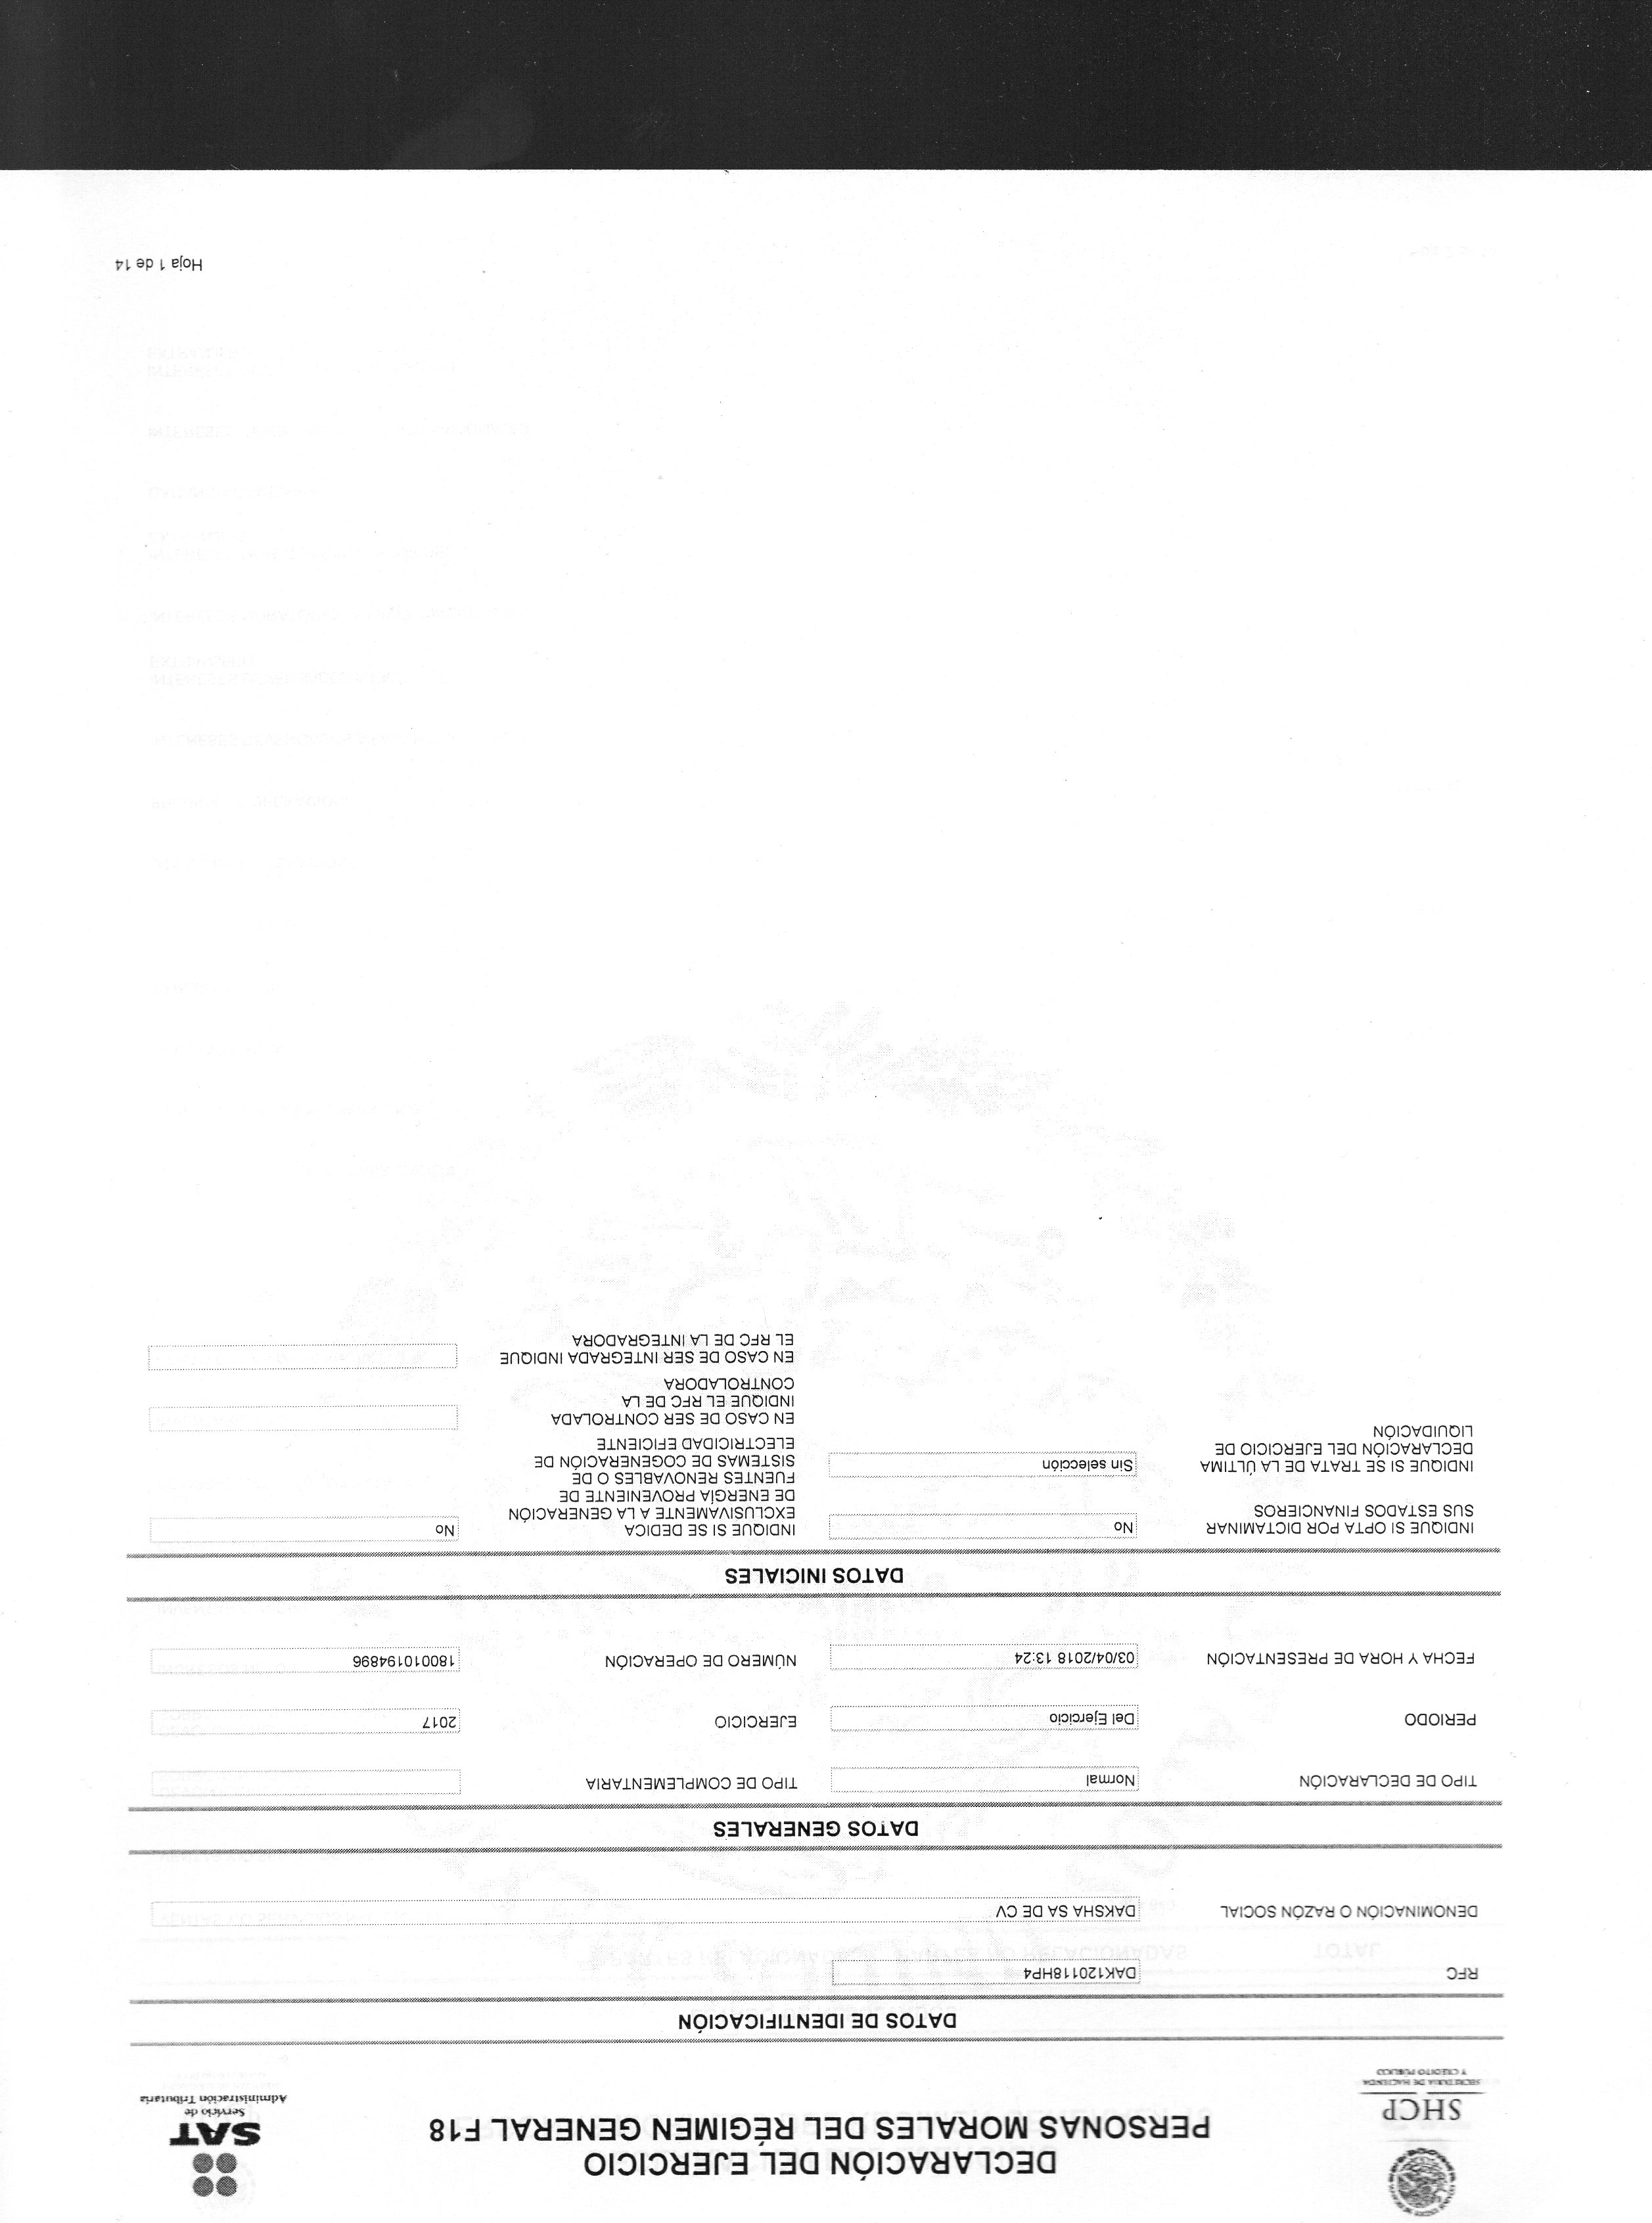 SHCP
SECRETARÍA DE HACIENDA
Y CRÉDITO PÚBLICO
DECLARACIÓN DEL EJERCICIO
PERSONAS MORALES DEL RÉGIMEN GENERAL F18
SAT
Servicio de
Administración Tributaria
DATOS DE IDENTIFICACIÓN
RFC
DAK120118HP4
DENOMINACIÓN O RAZÓN SOCIAL
DAKSHA SA DE CV
DATOS GENERALES
TIPO DE DECLARACIÓN
Normal
TIPO DE COMPLEMENTARIA
PERIODO
Del Ejercicio
EJERCICIO
2017
FECHA Y HORA DE PRESENTACIÓN
03/04/2018 13:24
NÚMERO DE OPERACIÓN
180010194896
DATOS INICIALES
INDIQUE SI OPTA POR DICTAMINAR
SUS ESTADOS FINANCIEROS
No
INDIQUE SI SE DEDICA
EXCLUSIVAMENTE A LA GENERACIÓN
DE ENERGÍA PROVENIENTE DE
FUENTES RENOVABLES O DE
SISTEMAS DE COGENERACIÓN DE
ELECTRICIDAD EFICIENTE
No
INDIQUE SI SE TRATA DE LA ÚLTIMA
DECLARACIÓN DEL EJERCICIO DE
LIQUIDACIÓN
Sin selección
EN CASO DE SER CONTROLADA
INDIQUE EL RFC DE LA
CONTROLADORA
EN CASO DE SER INTEGRADA INDIQUE
EL RFC DE LA INTEGRADORA
Hoja 1 de 14